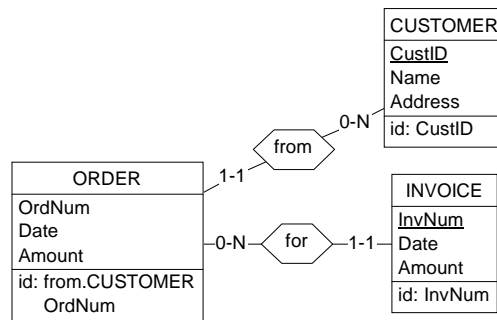 CUSTOMER
CustID
Name
Address
id: CustID
0-N
from
1-1
ORDER
OrdNum
Date
Amount
id: from.CUSTOMER
OrdNum
0-N
for
1-1
INVOICE
InvNum
Date
Amount
id: InvNum